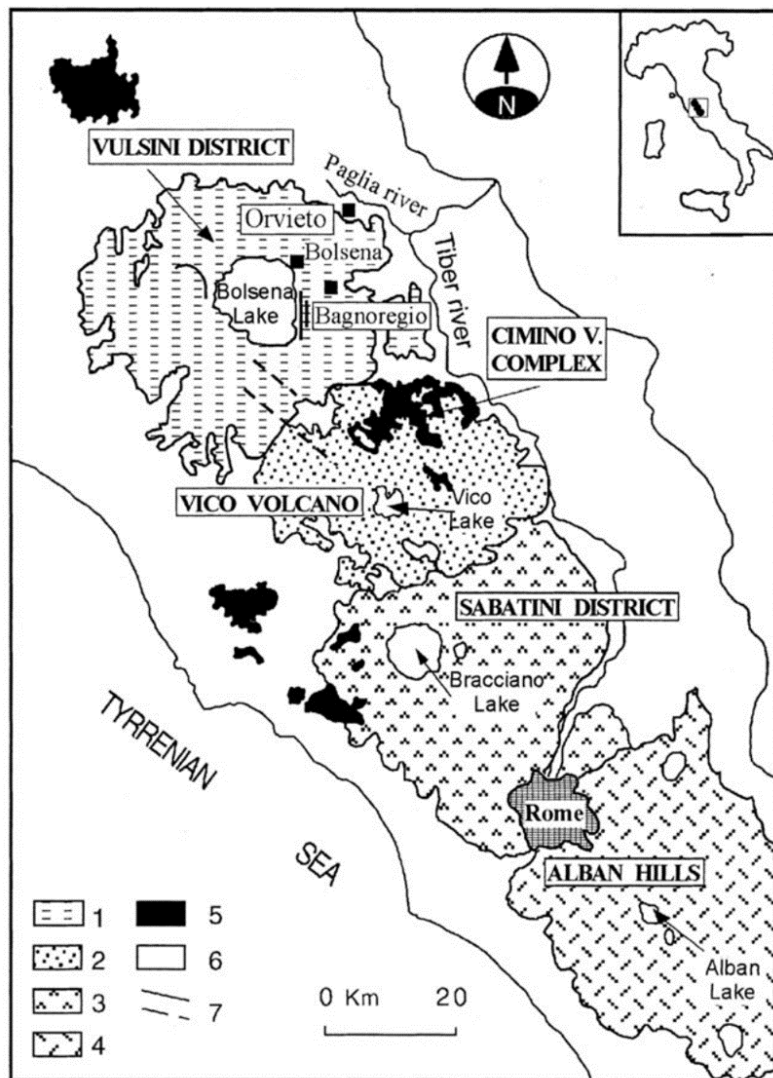 N
VULSINI DISTRICT
Paglia river
Orvieto
Bolsena
Tiber river
Bolsena
Lake
Bagnoregio
CIMINO V.
COMPLEX
VICO VOLCANO
Vico
Lake
SABATINI DISTRICT
Bracciano
Lake
TYRRENIAN
SEA
Rome
ALBAN HILLS
Alban
Lake
1
2
3
4
5
6
7
0 Km 20